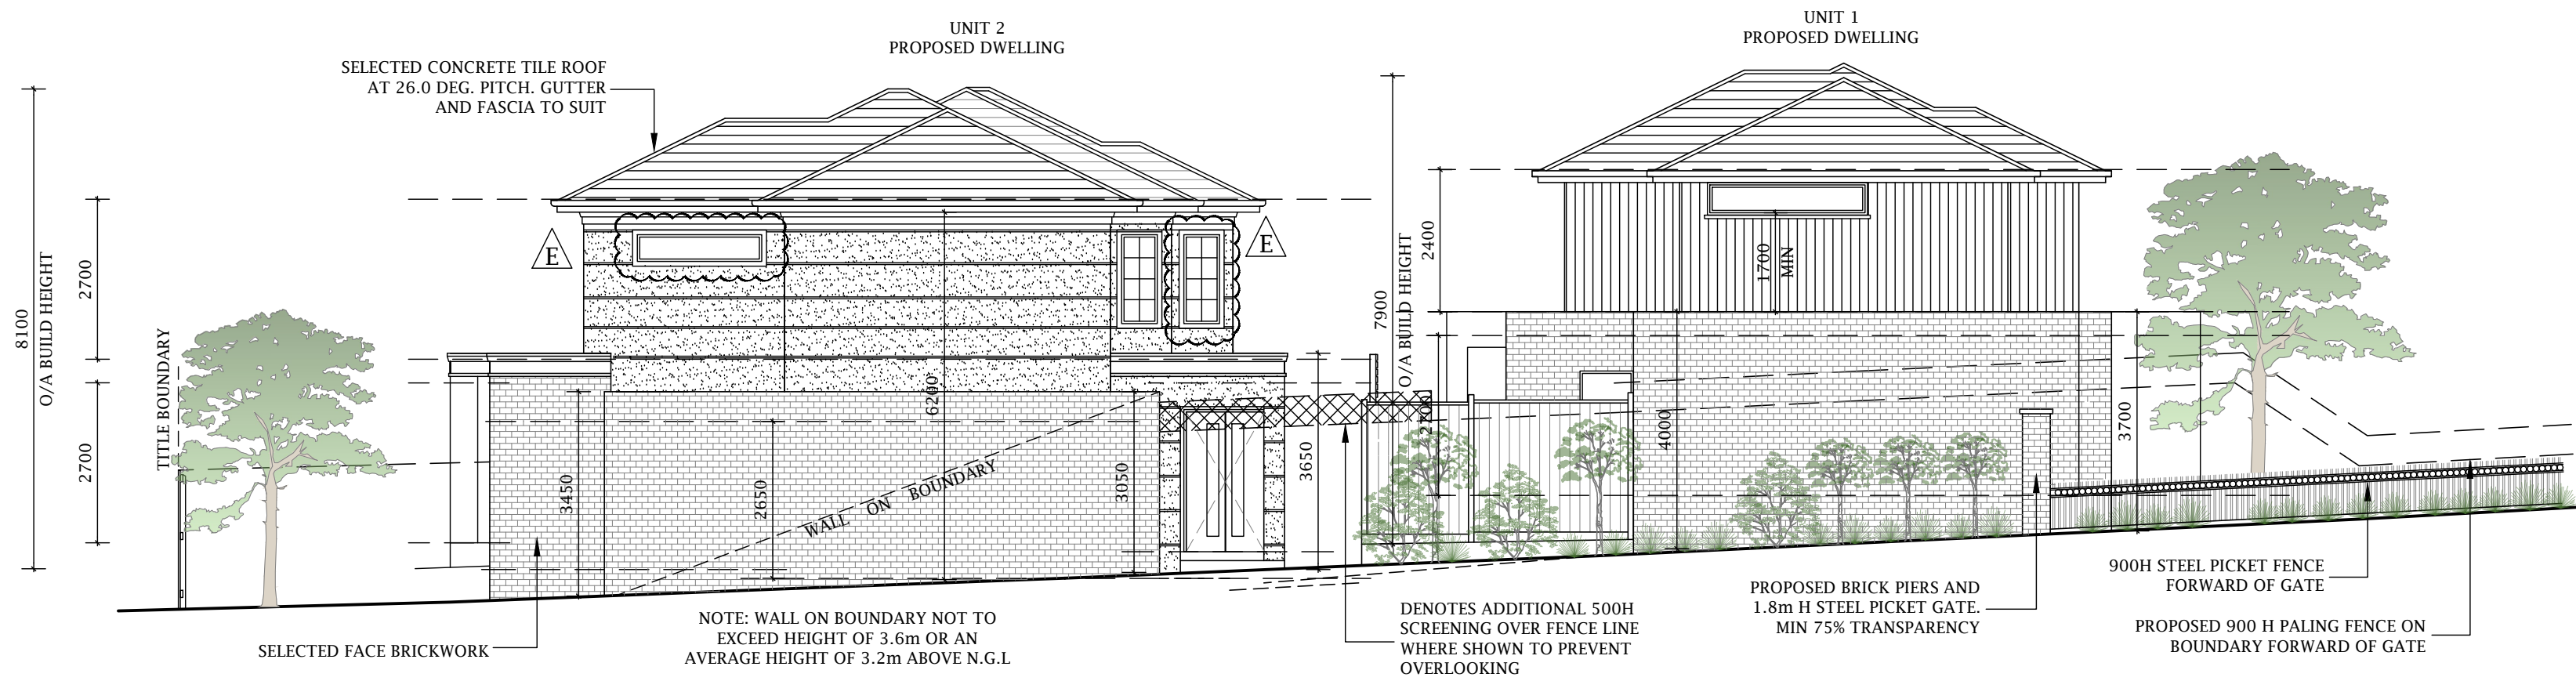 UNIT 2
PROPOSED DWELLING
UNIT 1
PROPOSED DWELLING
SELECTED CONCRETE TILE ROOF
AT 26.0 DEG. PITCH. GUTTER
AND FASCIA TO SUIT
8100
O/A BUILD HEIGHT
2700
2700
TITLE BOUNDARY
E
E
6200
3450
2650
WALL ON BOUNDARY
3050
3650
7900
O/A BUILD HEIGHT
2400
2700
1700
MIN
4000
3700
SELECTED FACE BRICKWORK
NOTE: WALL ON BOUNDARY NOT TO
EXCEED HEIGHT OF 3.6m OR AN
AVERAGE HEIGHT OF 3.2m ABOVE N.G.L
DENOTES ADDITIONAL 500H
SCREENING OVER FENCE LINE
WHERE SHOWN TO PREVENT
OVERLOOKING
PROPOSED BRICK PIERS AND
1.8m H STEEL PICKET GATE.
MIN 75% TRANSPARENCY
900H STEEL PICKET FENCE
FORWARD OF GATE
PROPOSED 900 H PALING FENCE ON
BOUNDARY FORWARD OF GATE